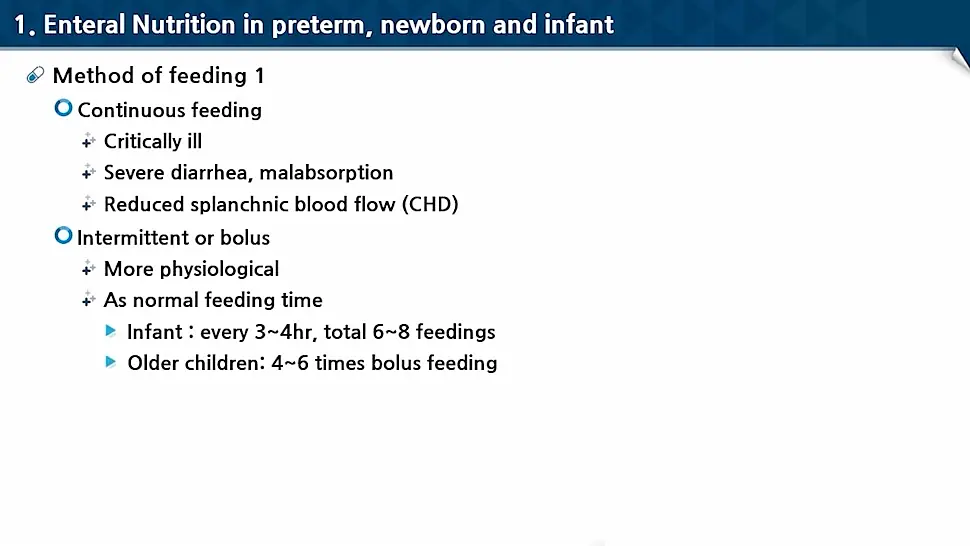 1. Enteral Nutrition in preterm, newborn and infant
Method of feeding 1
Continuous feeding
Critically ill
Severe diarrhea, malabsorption
Reduced splanchnic blood flow (CHD)
Intermittent or bolus
More physiological
As normal feeding time
Infant : every 3~4hr, total 6~8 feedings
Older children: 4~6 times bolus feeding